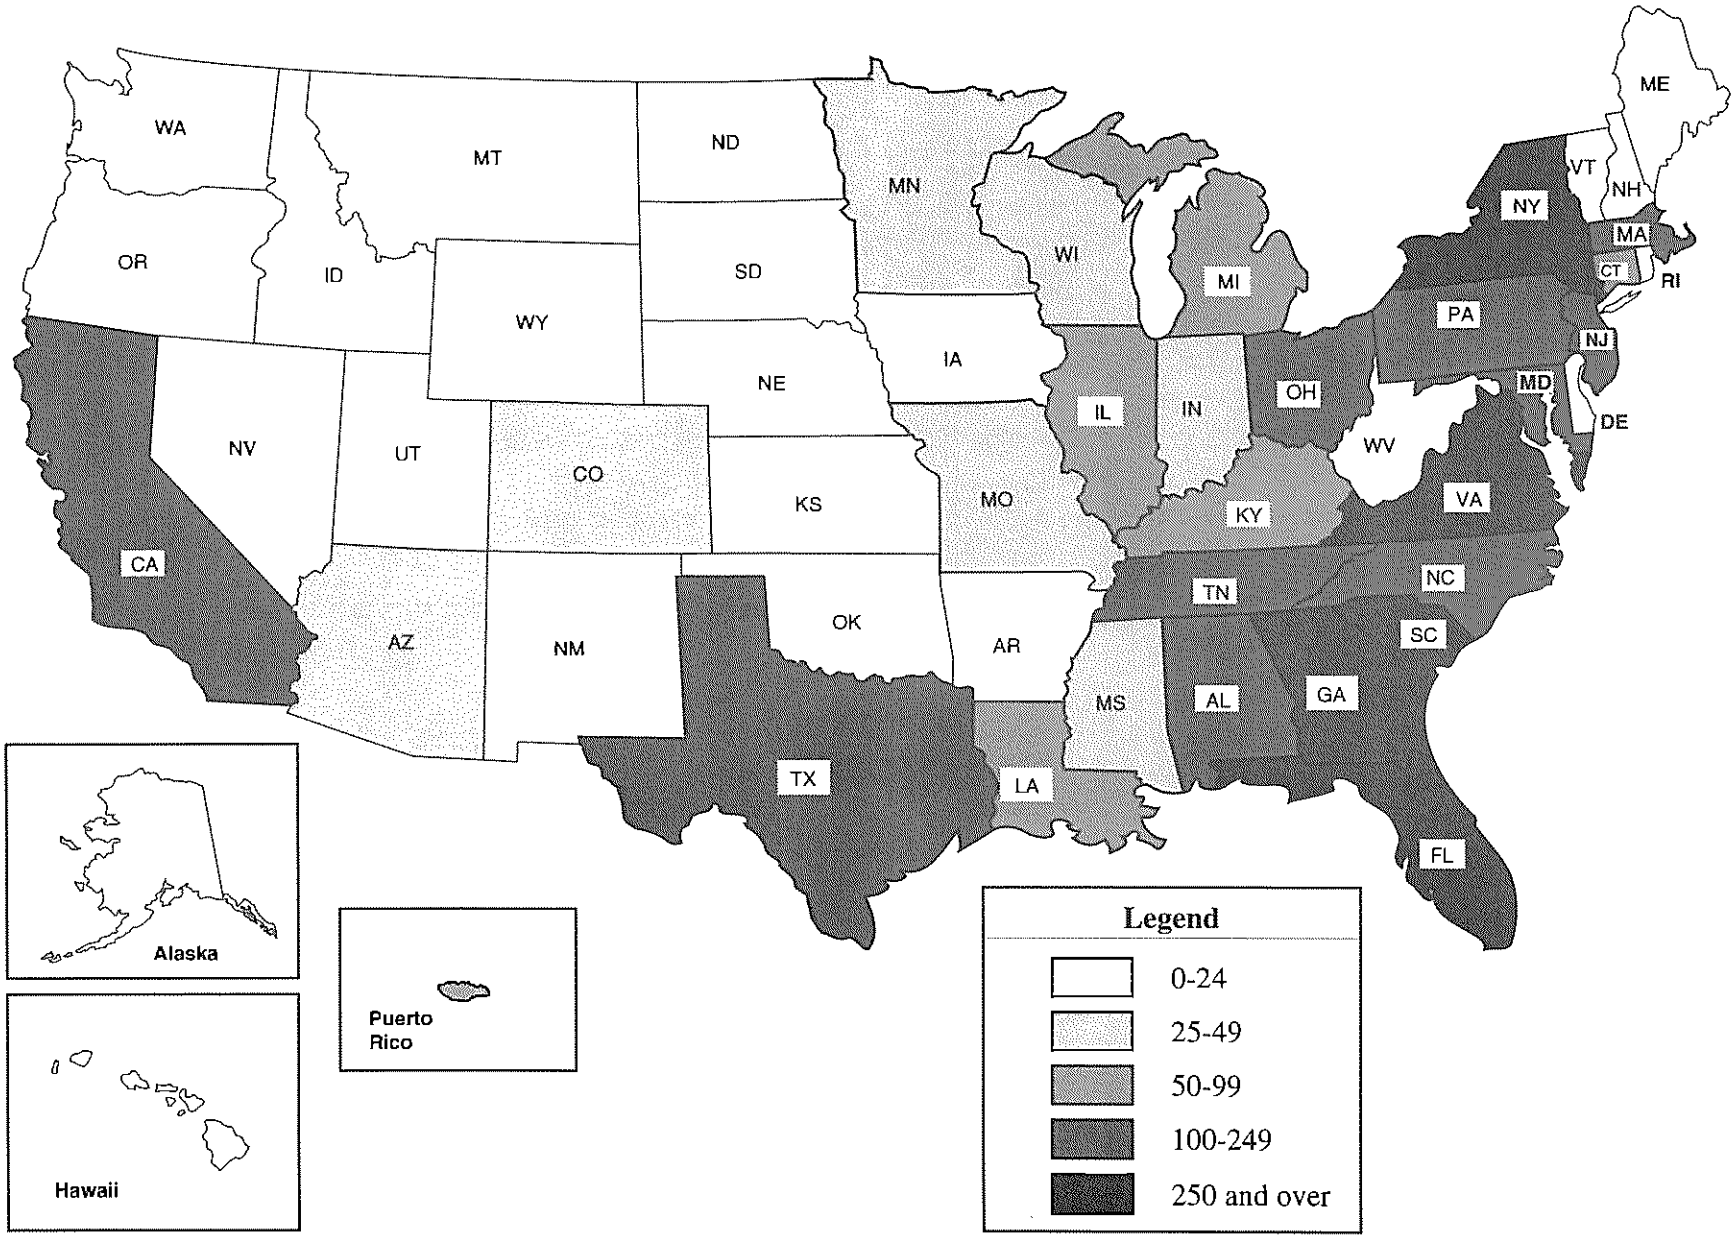 ME
WA
MT
ND
MN
VT
NH
NY
MA
OR
ID
SD
WI
MI
CT
RI
WY
PA
NJ
IA
NE
MD
OH
IL
IN
DE
NV
UT
CO
KS
MO
WV
VA
KY
CA
TN
NC
AZ
NM
OK
AR
SC
MS
AL
GA
TX
LA
FL
Alaska
Puerto
Rico
Hawaii
Legend
0-24
25-49
50-99
100-249
250 and over